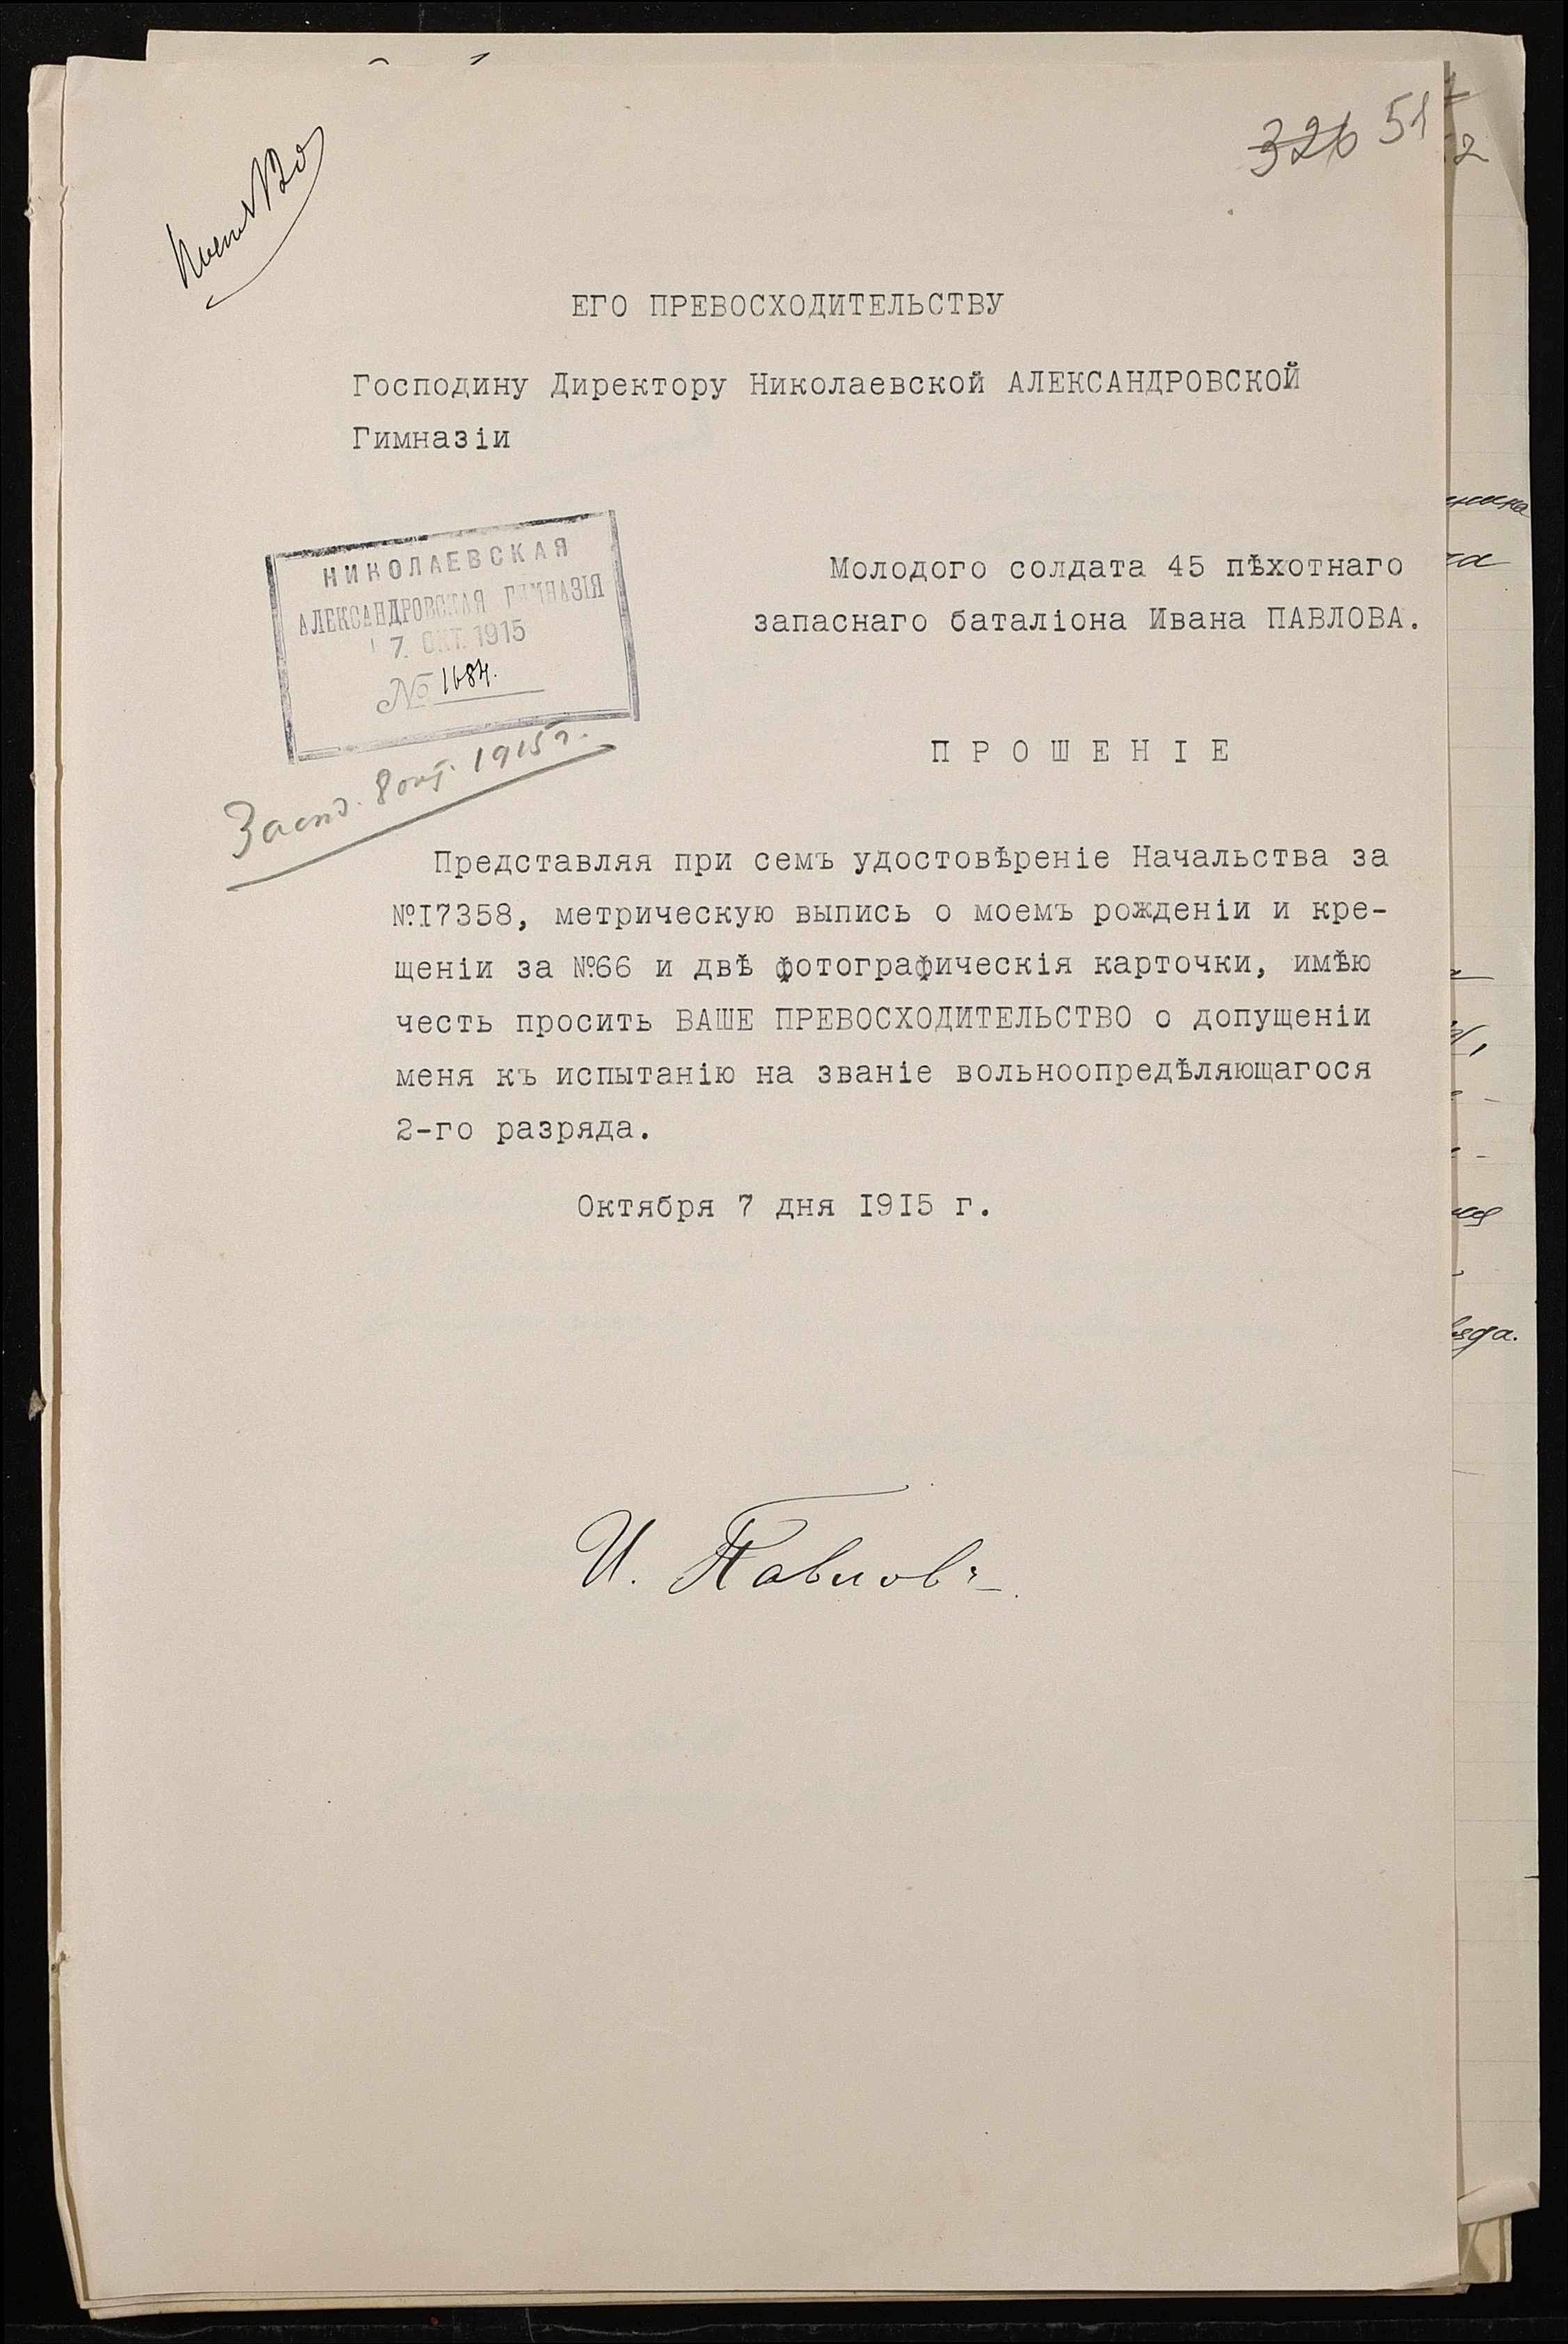 326 51
ЕГО ПРЕВОСХОДИТЕЛЬСТВУ
Господину Директору Николаевской АЛЕКСАНДРОВСКОЙ
Гимназіи
НИКОЛАЕВСКАЯ
АЛЕКСАНДРОВСКАЯ ГИМНАЗІЯ
7. ОКТ. 1915
№ 1684.
Молодого солдата 45 пѣхотнаго
запаснаго баталіона Ивана ПАВЛОВА.
ПРОШЕНІЕ
8 окт. 1915 г.
Представляя при семъ удостовѣреніе Начальства за
№I7358, метрическую выпись о моемъ рожденіи и кре-
щеніи за №66 и двѣ фотографическія карточки, имѣю
честь просить ВАШЕ ПРЕВОСХОДИТЕЛЬСТВО о допущеніи
меня къ испытанію на званіе вольноопредѣляющагося
2-го разряда.
Октября 7 дня I9I5 г.
И. Павловъ.